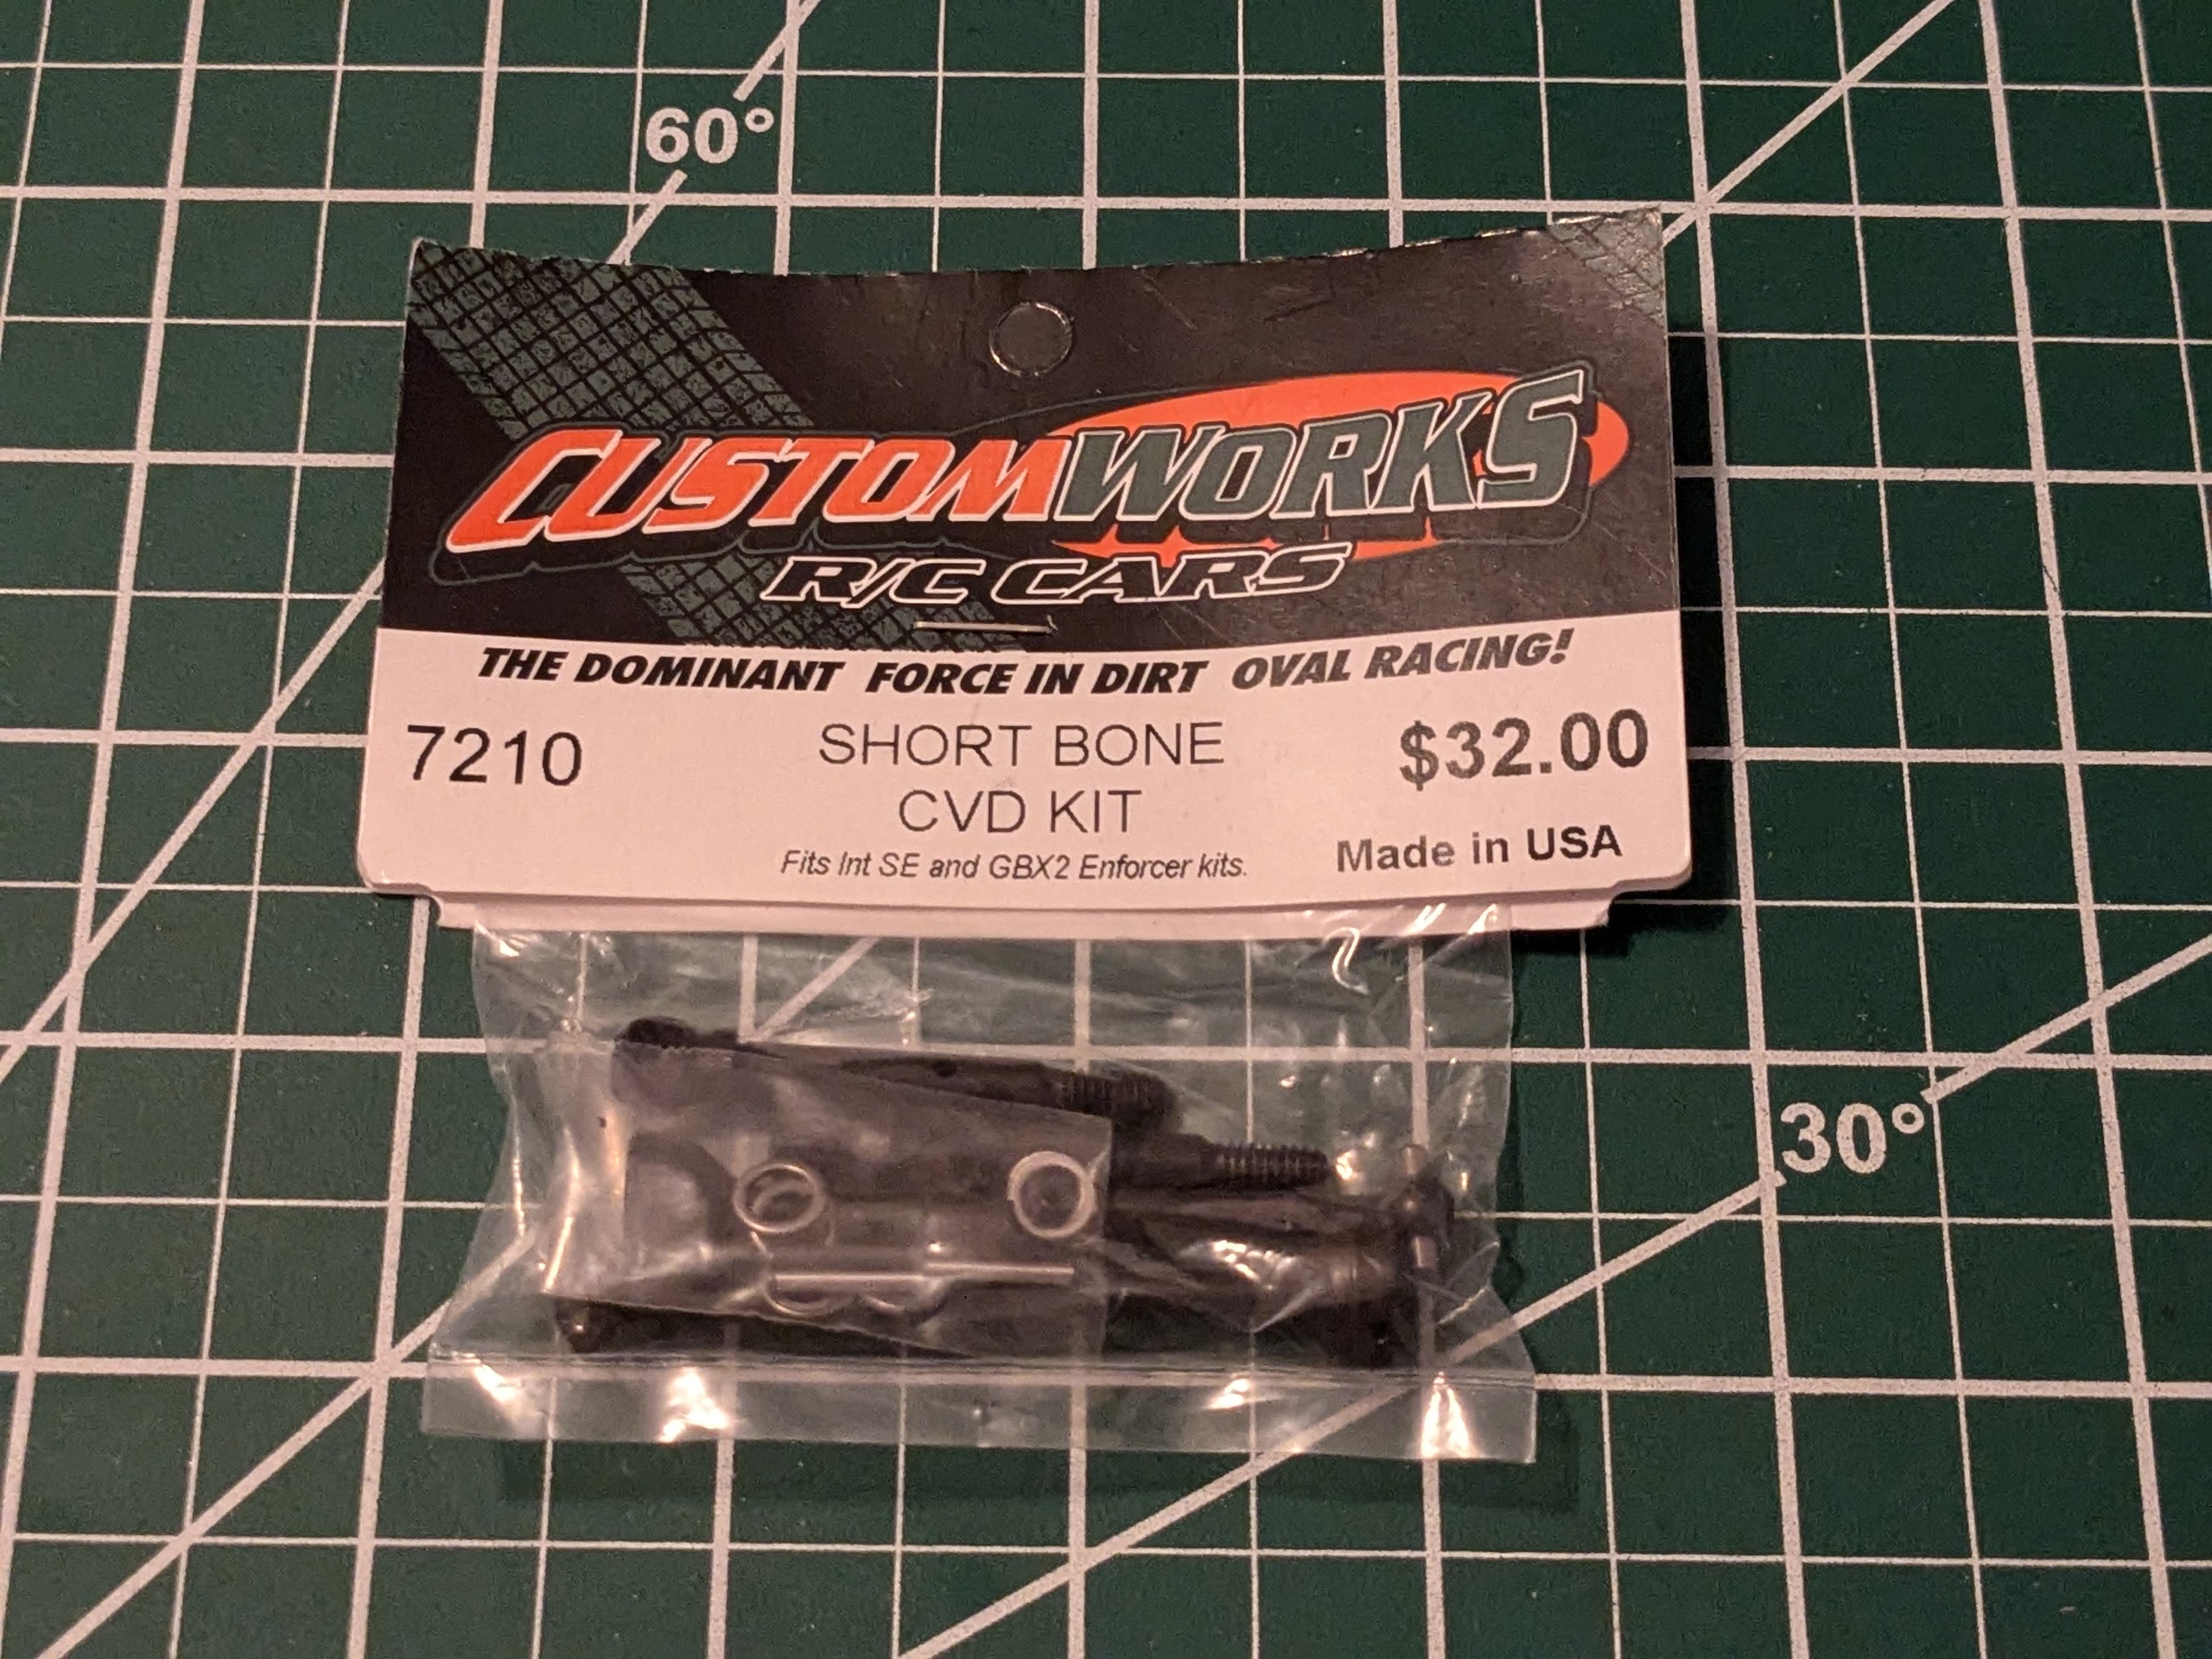 60°
CUSTOMWORKS
R/C CARS
THE DOMINANT FORCE IN DIRT OVAL RACING!
7210
SHORT BONE
CVD KIT
$32.00
Fits Int SE and GBX2 Enforcer kits.
Made in USA
30°